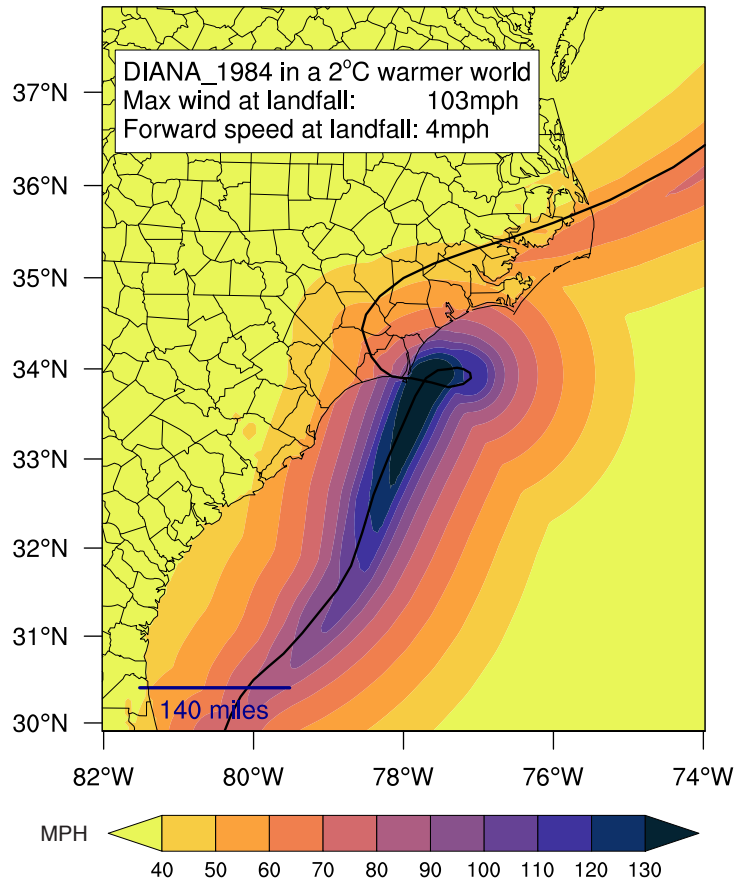 DIANA_1984 in a 2°C warmer world
Max wind at landfall: 103mph
Forward speed at landfall: 4mph
37°N
36°N
35°N
34°N
33°N
32°N
31°N
30°N
140 miles
82°W 80°W 78°W 76°W 74°W
MPH
40 50 60 70 80 90 100 110 120 130